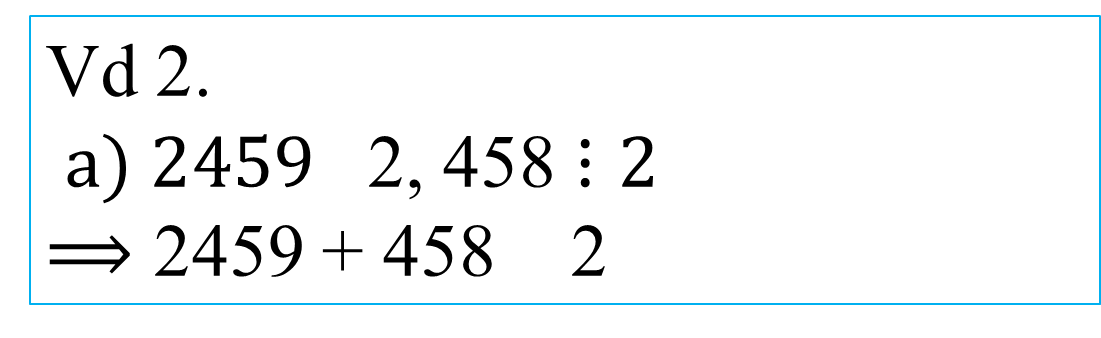 Vd 2.
a) 2459 2, 458 ⋮ 2
⟹ 2459 + 458 2